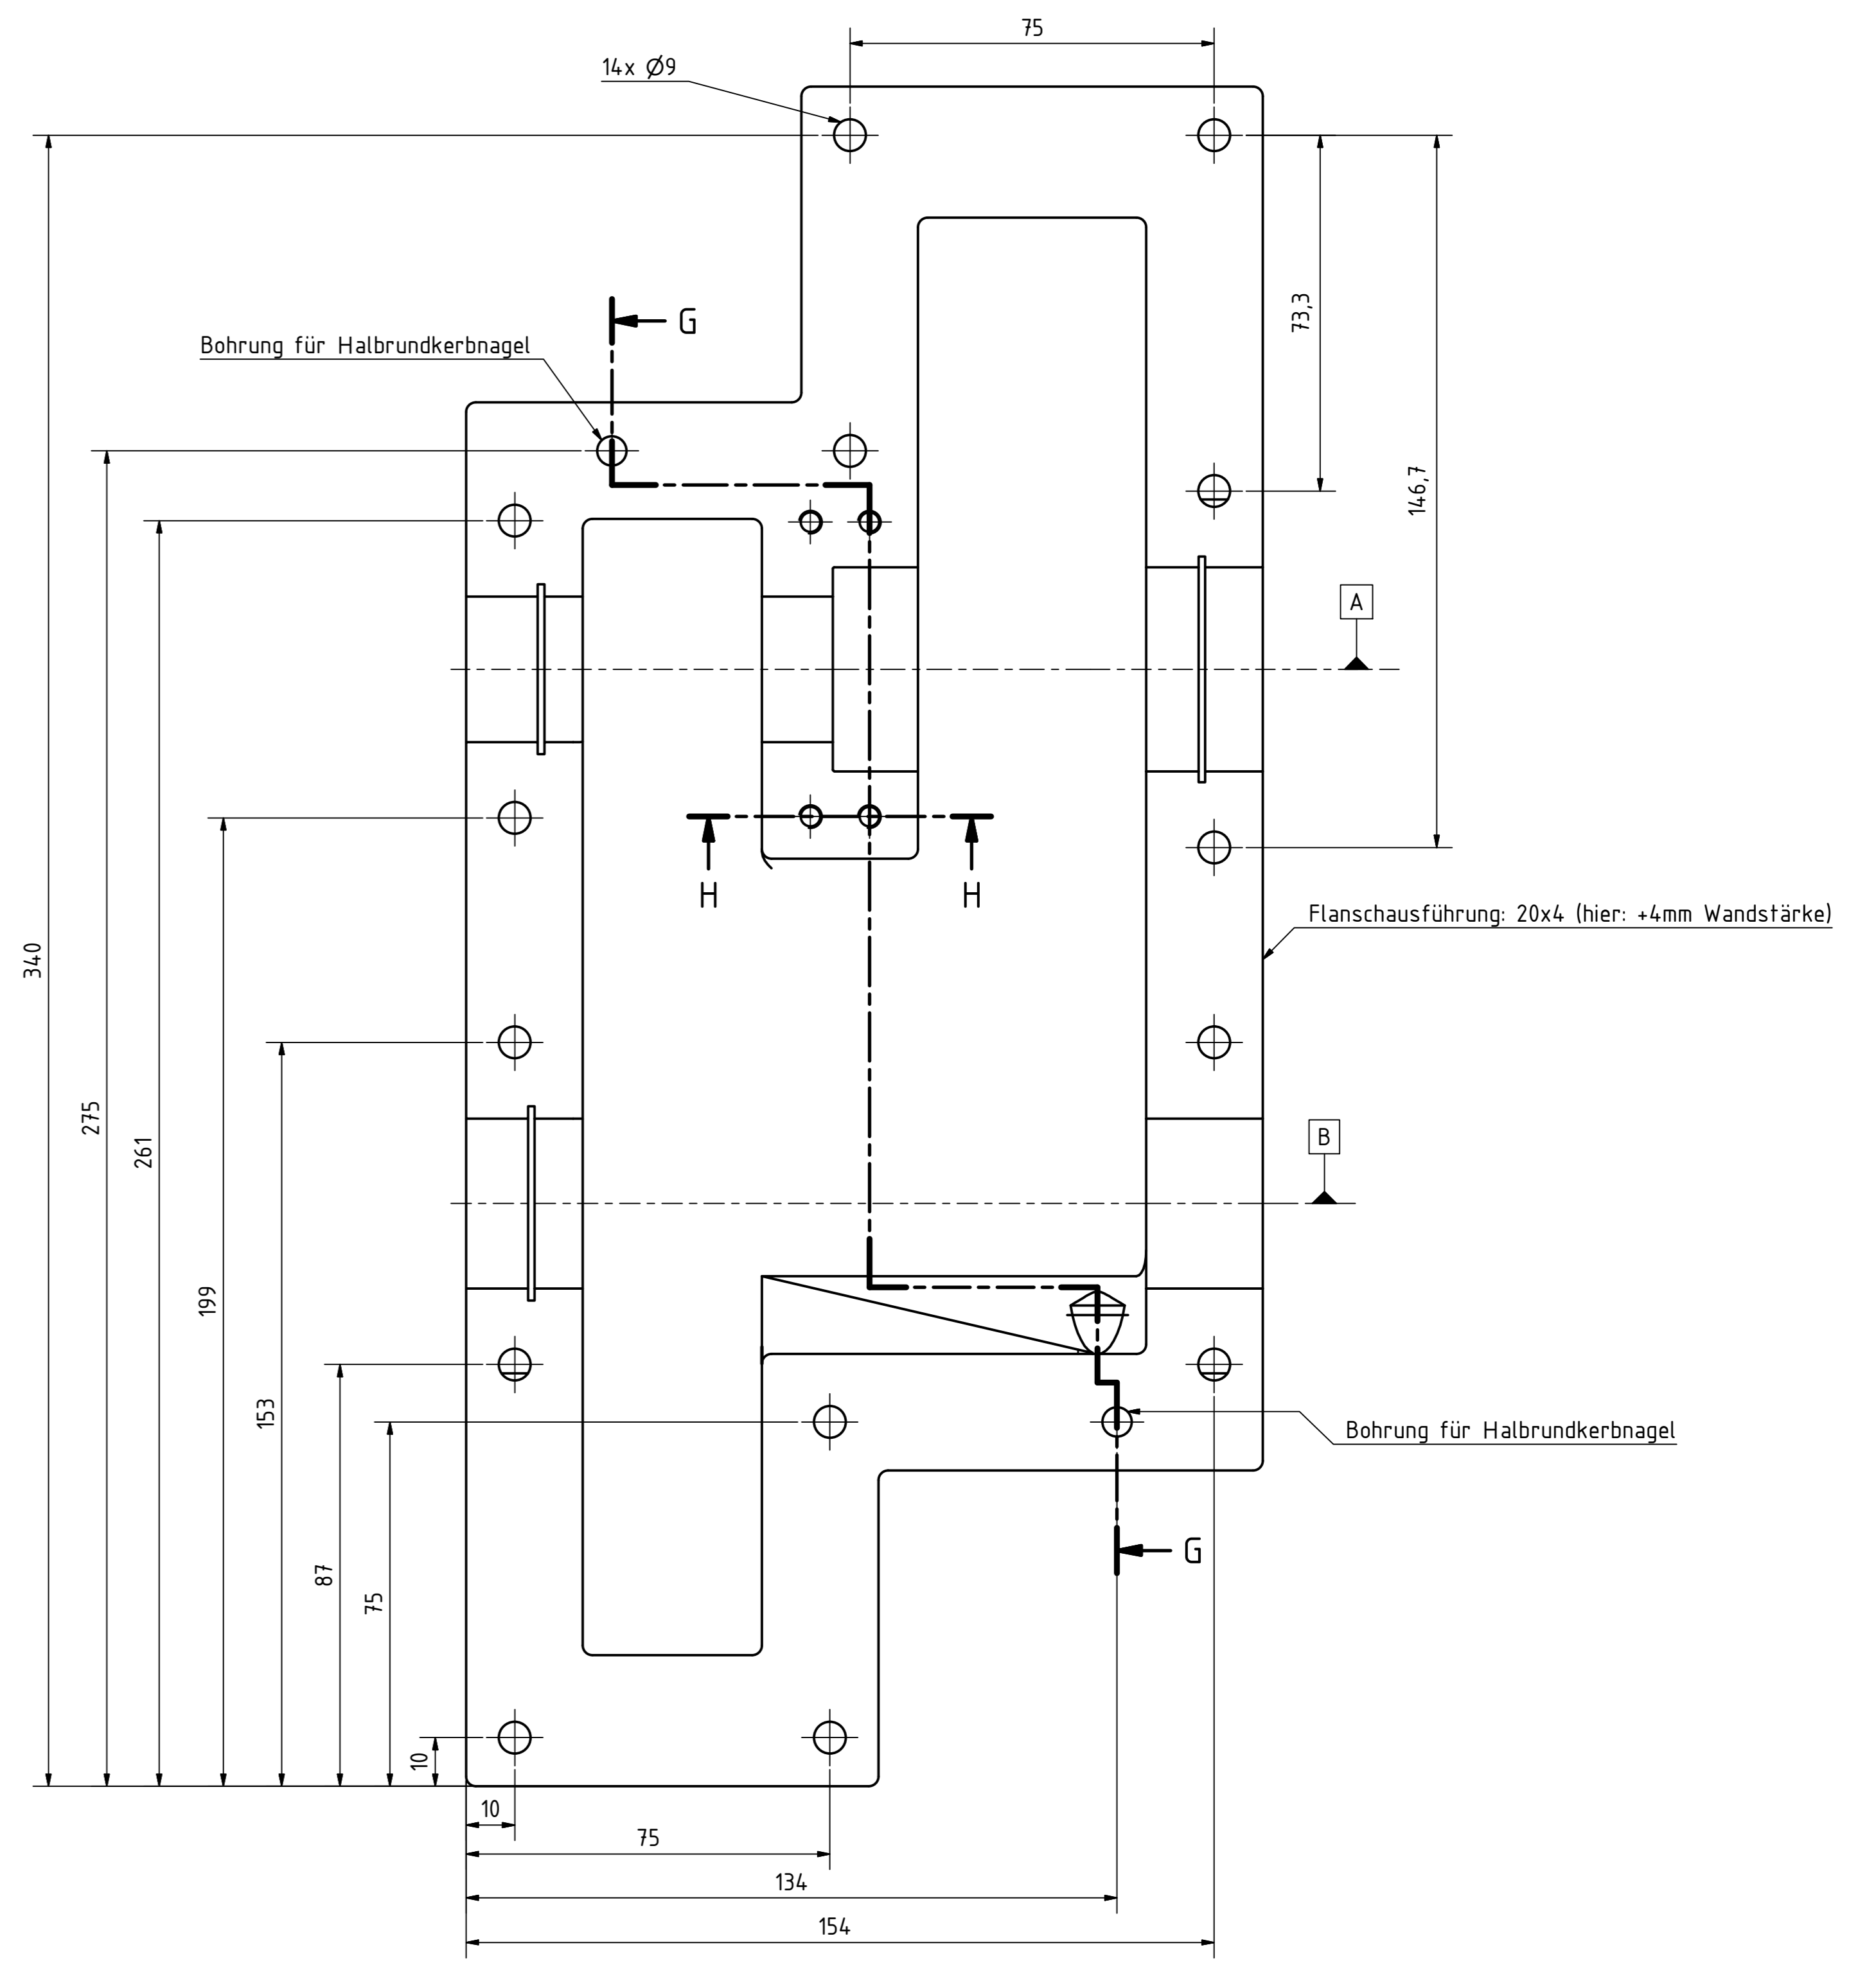 75
14x Ø9
73,3
G
Bohrung für Halbrundkerbnagel
146,7
A
H
H
Flanschausführung: 20x4 (hier: +4mm Wandstärke)
340
275
261
B
199
153
Bohrung für Halbrundkerbnagel
87
75
G
10
10
75
134
154